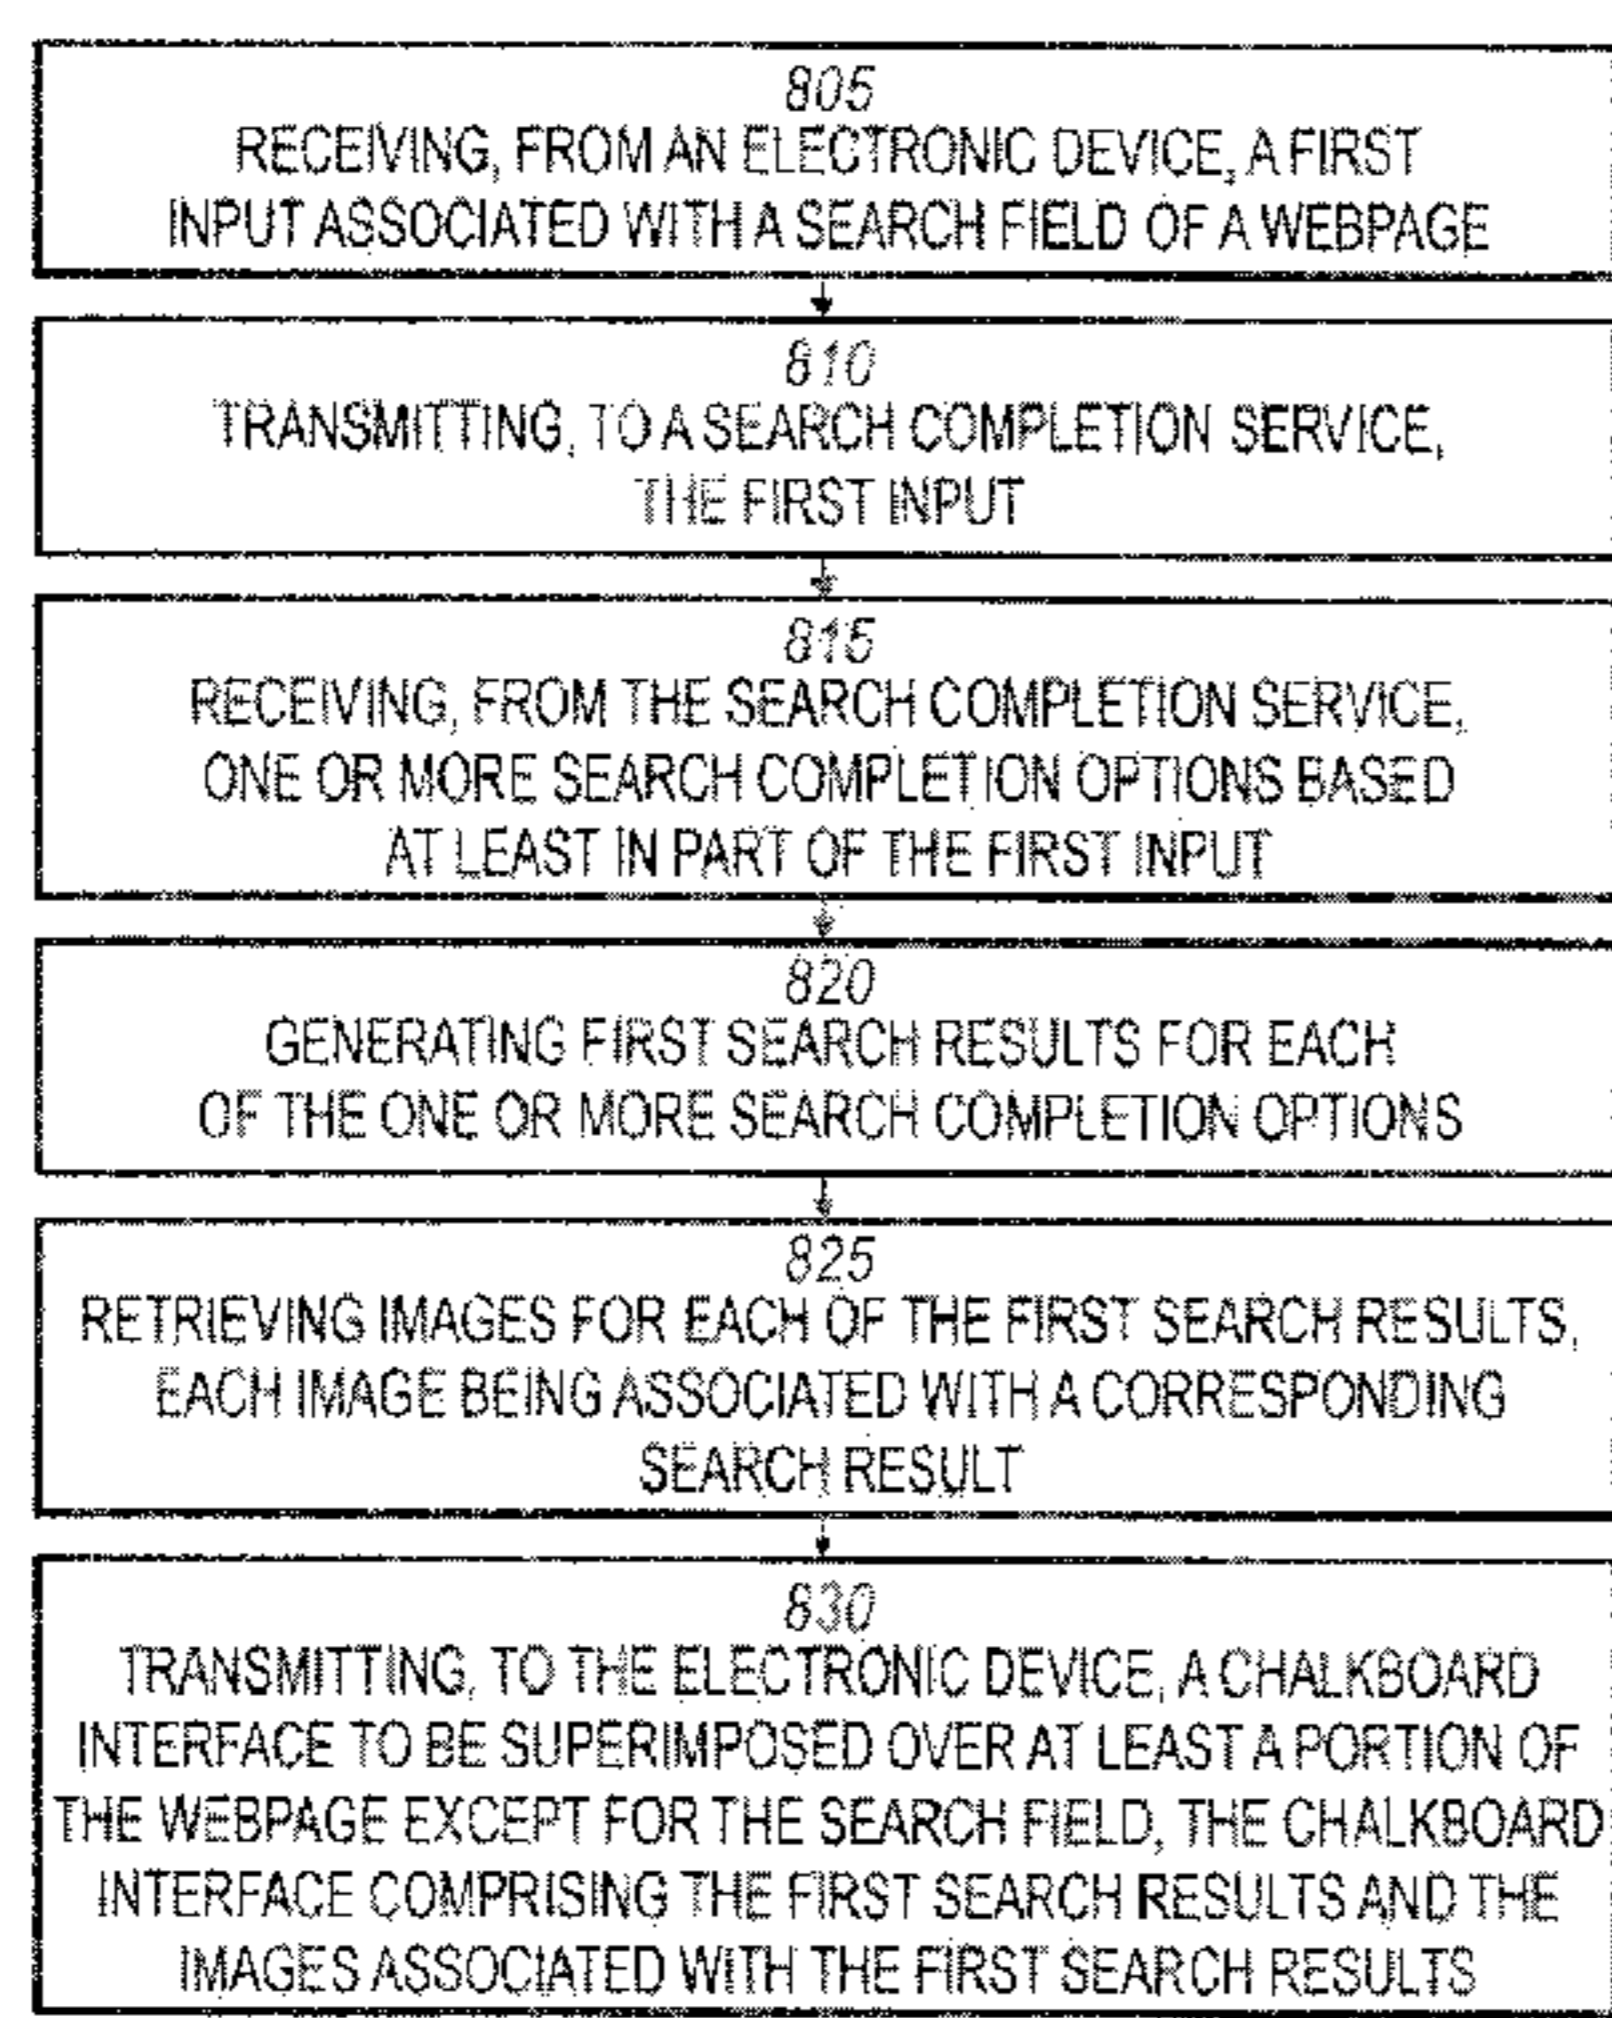 805
RECEIVING, FROM AN ELECTRONIC DEVICE, A FIRST
INPUT ASSOCIATED WITH A SEARCH FIELD OF A WEBPAGE
810
TRANSMITTING, TO A SEARCH COMPLETION SERVICE,
THE FIRST INPUT
815
RECEIVING, FROM THE SEARCH COMPLETION SERVICE,
ONE OR MORE SEARCH COMPLETION OPTIONS BASED
AT LEAST IN PART OF THE FIRST INPUT
820
GENERATING FIRST SEARCH RESULTS FOR EACH
OF THE ONE OR MORE SEARCH COMPLETION OPTIONS
825
RETRIEVING IMAGES FOR EACH OF THE FIRST SEARCH RESULTS,
EACH IMAGE BEING ASSOCIATED WITH A CORRESPONDING
SEARCH RESULT
830
TRANSMITTING, TO THE ELECTRONIC DEVICE, A CHALKBOARD
INTERFACE TO BE SUPERIMPOSED OVER AT LEAST A PORTION OF
THE WEBPAGE EXCEPT FOR THE SEARCH FIELD, THE CHALKBOARD
INTERFACE COMPRISING THE FIRST SEARCH RESULTS AND THE
IMAGES ASSOCIATED WITH THE FIRST SEARCH RESULTS